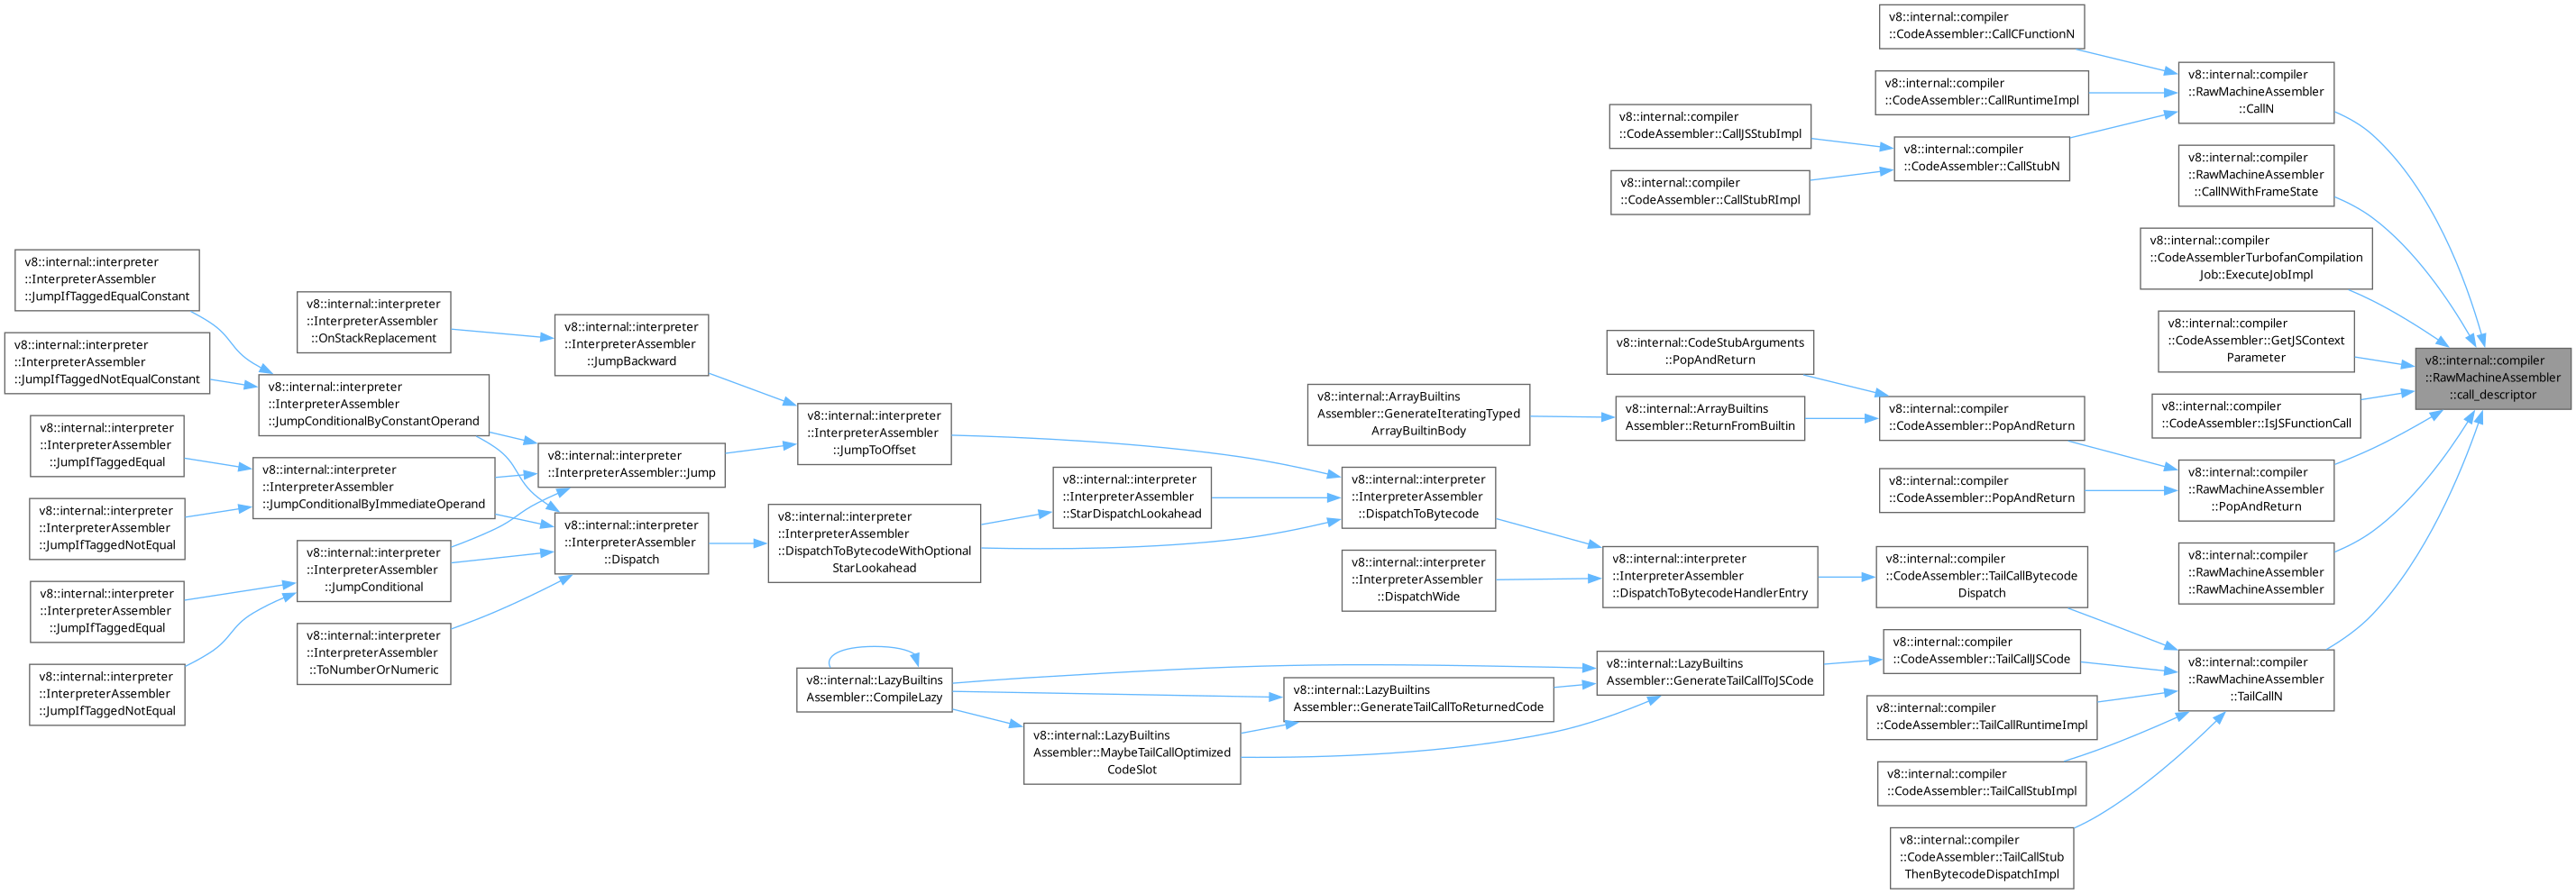 v8::internal::compiler
::CodeAssembler::CallCFunctionN
v8::internal::compiler
::RawMachineAssembler
::CallN
v8::internal::compiler
::CodeAssembler::CallRuntimeImpl
v8::internal::compiler
::CodeAssembler::CallJSStubImpl
v8::internal::compiler
::CodeAssembler::CallStubN
v8::internal::compiler
::RawMachineAssembler
::CallNWithFrameState
v8::internal::compiler
::CodeAssembler::CallStubRImpl
v8::internal::compiler
::CodeAssemblerTurbofanCompilation
Job::ExecuteJobImpl
v8::internal::interpreter
::InterpreterAssembler
::JumpIfTaggedEqualConstant
v8::internal::interpreter
::InterpreterAssembler
::OnStackReplacement
v8::internal::interpreter
::InterpreterAssembler
::JumpBackward
v8::internal::compiler
::CodeAssembler::GetJSContext
Parameter
v8::internal::interpreter
::InterpreterAssembler
::JumpIfTaggedNotEqualConstant
v8::internal::CodeStubArguments
::PopAndReturn
v8::internal::compiler
::RawMachineAssembler
::call_descriptor
v8::internal::interpreter
::InterpreterAssembler
::JumpConditionalByConstantOperand
v8::internal::ArrayBuiltins
Assembler::GenerateIteratingTyped
ArrayBuiltinBody
v8::internal::ArrayBuiltins
Assembler::ReturnFromBuiltin
v8::internal::compiler
::CodeAssembler::PopAndReturn
v8::internal::compiler
::CodeAssembler::IsJSFunctionCall
v8::internal::interpreter
::InterpreterAssembler
::JumpToOffset
v8::internal::interpreter
::InterpreterAssembler
::JumpIfTaggedEqual
v8::internal::interpreter
::InterpreterAssembler::Jump
v8::internal::interpreter
::InterpreterAssembler
::JumpConditionalByImmediateOperand
v8::internal::interpreter
::InterpreterAssembler
::StarDispatchLookahead
v8::internal::interpreter
::InterpreterAssembler
::DispatchToBytecode
v8::internal::compiler
::CodeAssembler::PopAndReturn
v8::internal::compiler
::RawMachineAssembler
::PopAndReturn
v8::internal::interpreter
::InterpreterAssembler
::JumpIfTaggedNotEqual
v8::internal::interpreter
::InterpreterAssembler
::Dispatch
v8::internal::interpreter
::InterpreterAssembler
::DispatchToBytecodeWithOptional
StarLookahead
v8::internal::interpreter
::InterpreterAssembler
::JumpConditional
v8::internal::interpreter
::InterpreterAssembler
::DispatchWide
v8::internal::interpreter
::InterpreterAssembler
::DispatchToBytecodeHandlerEntry
v8::internal::compiler
::CodeAssembler::TailCallBytecode
Dispatch
v8::internal::compiler
::RawMachineAssembler
::RawMachineAssembler
v8::internal::interpreter
::InterpreterAssembler
::JumpIfTaggedEqual
v8::internal::interpreter
::InterpreterAssembler
::ToNumberOrNumeric
v8::internal::compiler
::CodeAssembler::TailCallJSCode
v8::internal::LazyBuiltins
Assembler::GenerateTailCallToJSCode
v8::internal::compiler
::RawMachineAssembler
::TailCallN
v8::internal::interpreter
::InterpreterAssembler
::JumpIfTaggedNotEqual
v8::internal::LazyBuiltins
Assembler::CompileLazy
v8::internal::LazyBuiltins
Assembler::GenerateTailCallToReturnedCode
v8::internal::compiler
::CodeAssembler::TailCallRuntimeImpl
v8::internal::LazyBuiltins
Assembler::MaybeTailCallOptimized
CodeSlot
v8::internal::compiler
::CodeAssembler::TailCallStubImpl
v8::internal::compiler
::CodeAssembler::TailCallStub
ThenBytecodeDispatchImpl